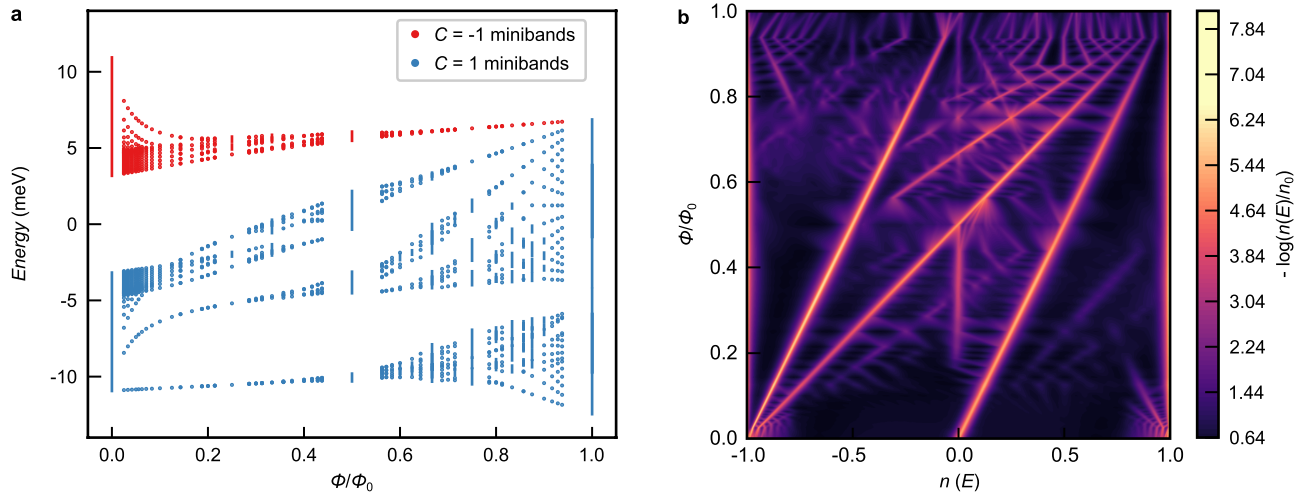 a
C = -1 minibands
C = 1 minibands
10
5
0
-5
-10
Energy (meV)
0.0 0.2 0.4 0.6 0.8 1.0
Φ/Φ0
b
1.0
0.8
0.6
0.4
0.2
0.0
Φ/Φ0
-1.0 -0.5 0.0 0.5 1.0
n (E)
7.84
7.04
6.24
5.44
4.64
3.84
3.04
2.24
1.44
0.64
- log(n(E)/n0)